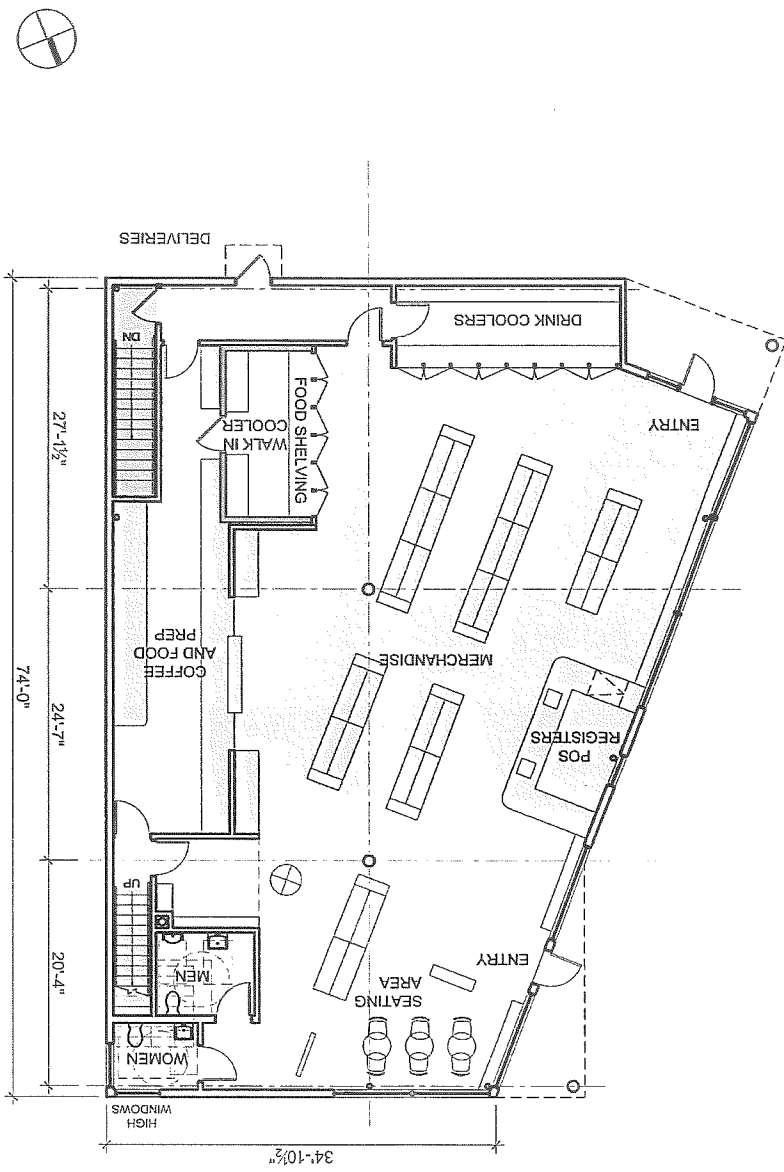 34'-10½"
HIGH
WINDOWS
WOMEN
MEN
UP
SEATING
AREA
ENTRY
20'-4"
24'-7"
74'-0"
27'-1½"
COFFEE
AND FOOD
PREP
POS
REGISTERS
MERCHANDISE
WALK IN
COOLER
FOOD SHELVING
ENTRY
DN
DRINK COOLERS
DELIVERIES